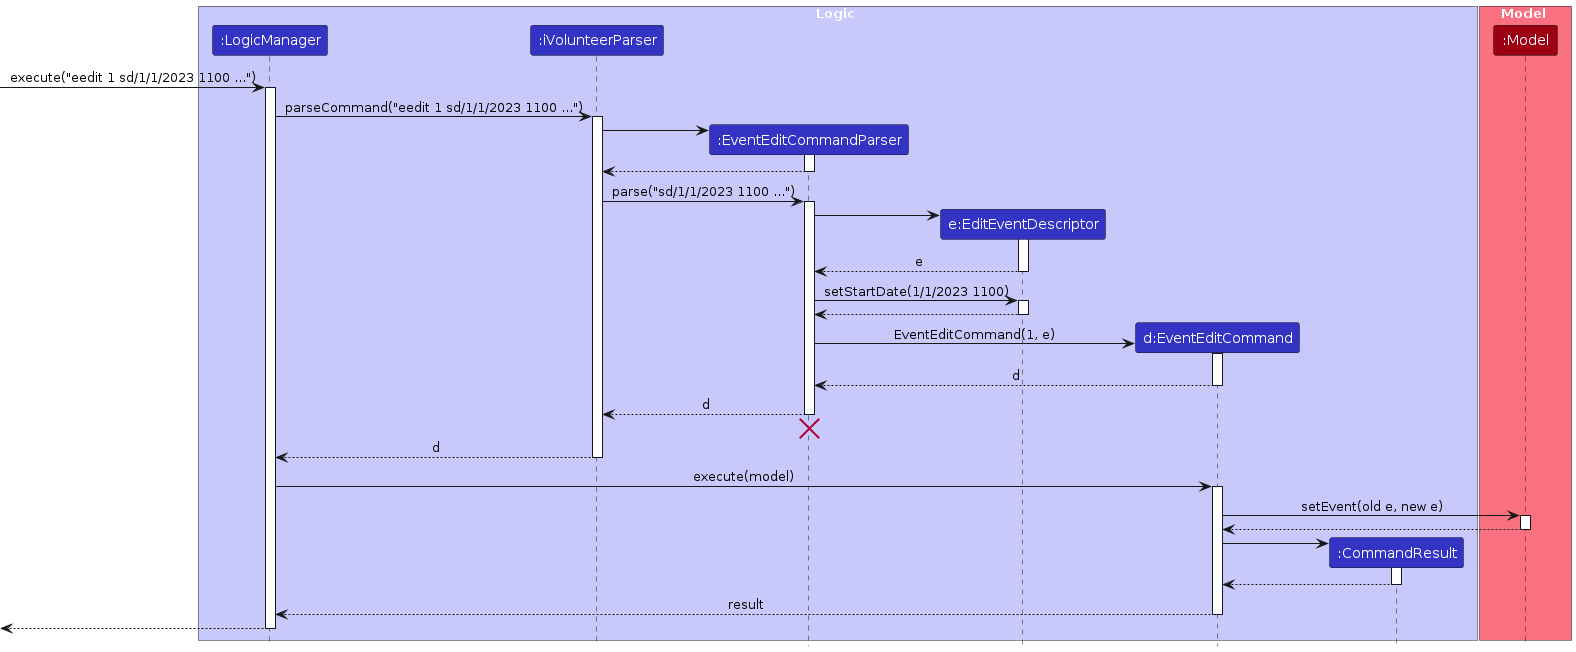 Logic
Model
:LogicManager
:iVolunteerParser
:Model
execute("eedit 1 sd/1/1/2023 1100 ...")
parseCommand("eedit 1 sd/1/1/2023 1100 ...")
:EventEditCommandParser
parse("sd/1/1/2023 1100 ...")
e:EditEventDescriptor
e
setStartDate(1/1/2023 1100)
EventEditCommand(1, e)
d:EventEditCommand
d
d
d
execute(model)
setEvent(old e, new e)
:CommandResult
result